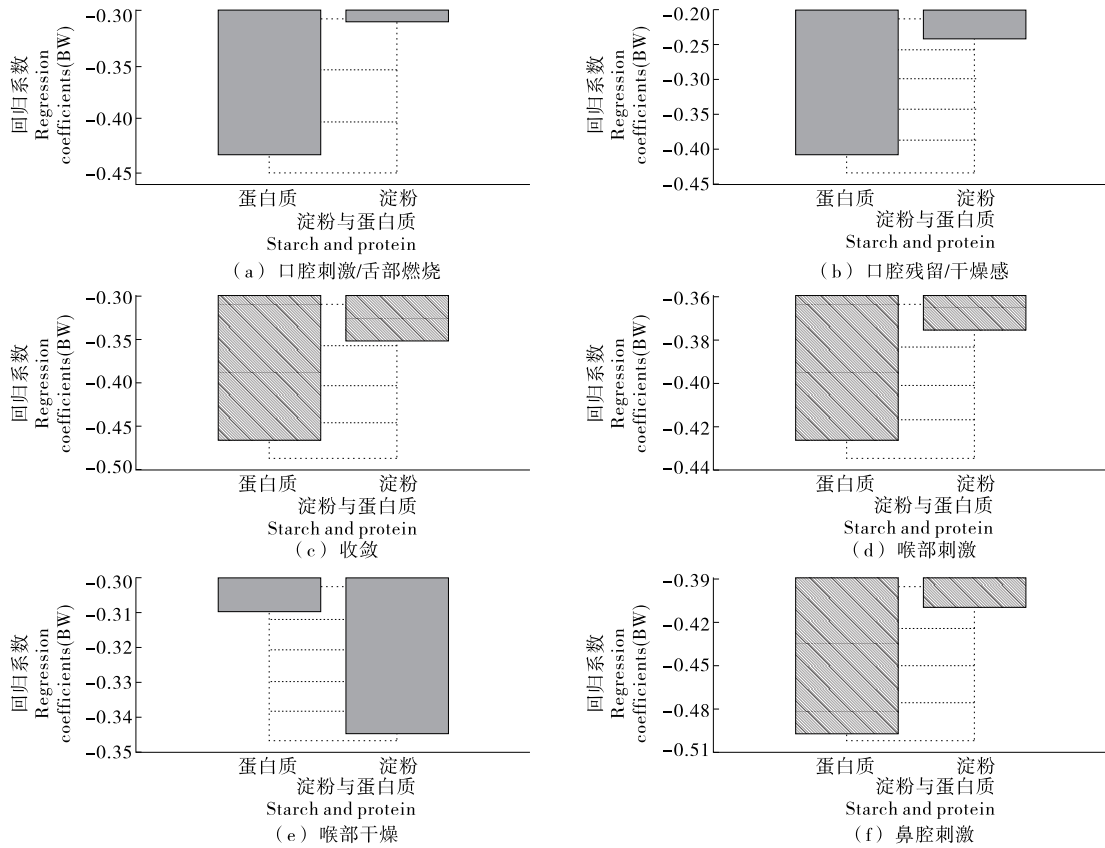 回归系数
Regression
coefficients(BW)
-0.30
-0.35
-0.40
-0.45
蛋白质 淀粉
淀粉与蛋白质
Starch and protein
（a）口腔刺激/舌部燃烧
回归系数
Regression
coefficients(BW)
-0.20
-0.25
-0.30
-0.35
-0.40
-0.45
蛋白质 淀粉
淀粉与蛋白质
Starch and protein
（b）口腔残留/干燥感
回归系数
Regression
coefficients(BW)
-0.30
-0.35
-0.40
-0.45
-0.50
蛋白质 淀粉
淀粉与蛋白质
Starch and protein
（c）收敛
回归系数
Regression
coefficients(BW)
-0.36
-0.38
-0.40
-0.42
-0.44
蛋白质 淀粉
淀粉与蛋白质
Starch and protein
（d）喉部刺激
回归系数
Regression
coefficients(BW)
-0.30
-0.31
-0.32
-0.33
-0.34
-0.35
蛋白质 淀粉
淀粉与蛋白质
Starch and protein
（e）喉部干燥
回归系数
Regression
coefficients(BW)
-0.39
-0.42
-0.45
-0.48
-0.51
蛋白质 淀粉
淀粉与蛋白质
Starch and protein
（f）鼻腔刺激